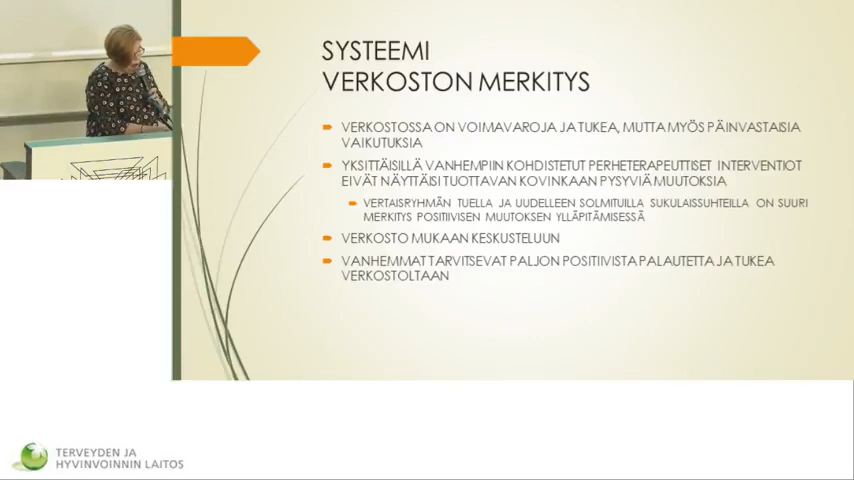 SYSTEEMI
VERKOSTON MERKITYS
VERKOSTOSSA ON VOIMAVAROJA JA TUKEA, MUTTA MYÖS PÄINVASTAISIA
VAIKUTUKSIA
YKSITTÄISILLÄ VANHEMPIIN KOHDISTETUT PERHETERAPEUTTISET INTERVENTIOT
EIVÄT NÄYTTÄISI TUOTTAVAN KOVINKAAN PYSYVIÄ MUUTOKSIA
VERTAISRYHMÄN TUELLA JA UUDELLEEN SOLMITUILLA SUKULAISSUHTEILLA ON SUURI
MERKITYS POSITIIVISEN MUUTOKSEN YLLÄPITÄMISESSÄ
VERKOSTO MUKAAN KESKUSTELUUN
VANHEMMAT TARVITSEVAT PALJON POSITIIVISTA PALAUTETTA JA TUKEA
VERKOSTOLTAAN
TERVEYDEN JA
HYVINVOINNIN LAITOS